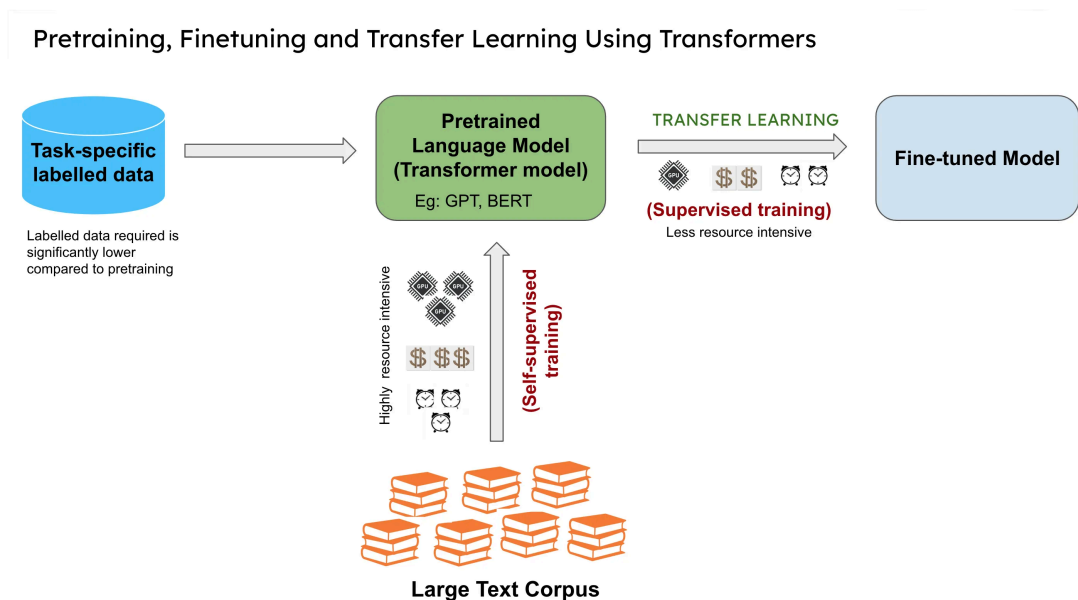 Pretraining, Finetuning and Transfer Learning Using Transformers
Task-specific
labelled data
Labelled data required is
significantly lower
compared to pretraining
Pretrained
Language Model
(Transformer model)
Eg: GPT, BERT
TRANSFER LEARNING
GPU
$ $
(Supervised training)
Less resource intensive
Fine-tuned Model
Highly resource intensive
GPU GPU
GPU
$ $ $
(Self-supervised
training)
Large Text Corpus